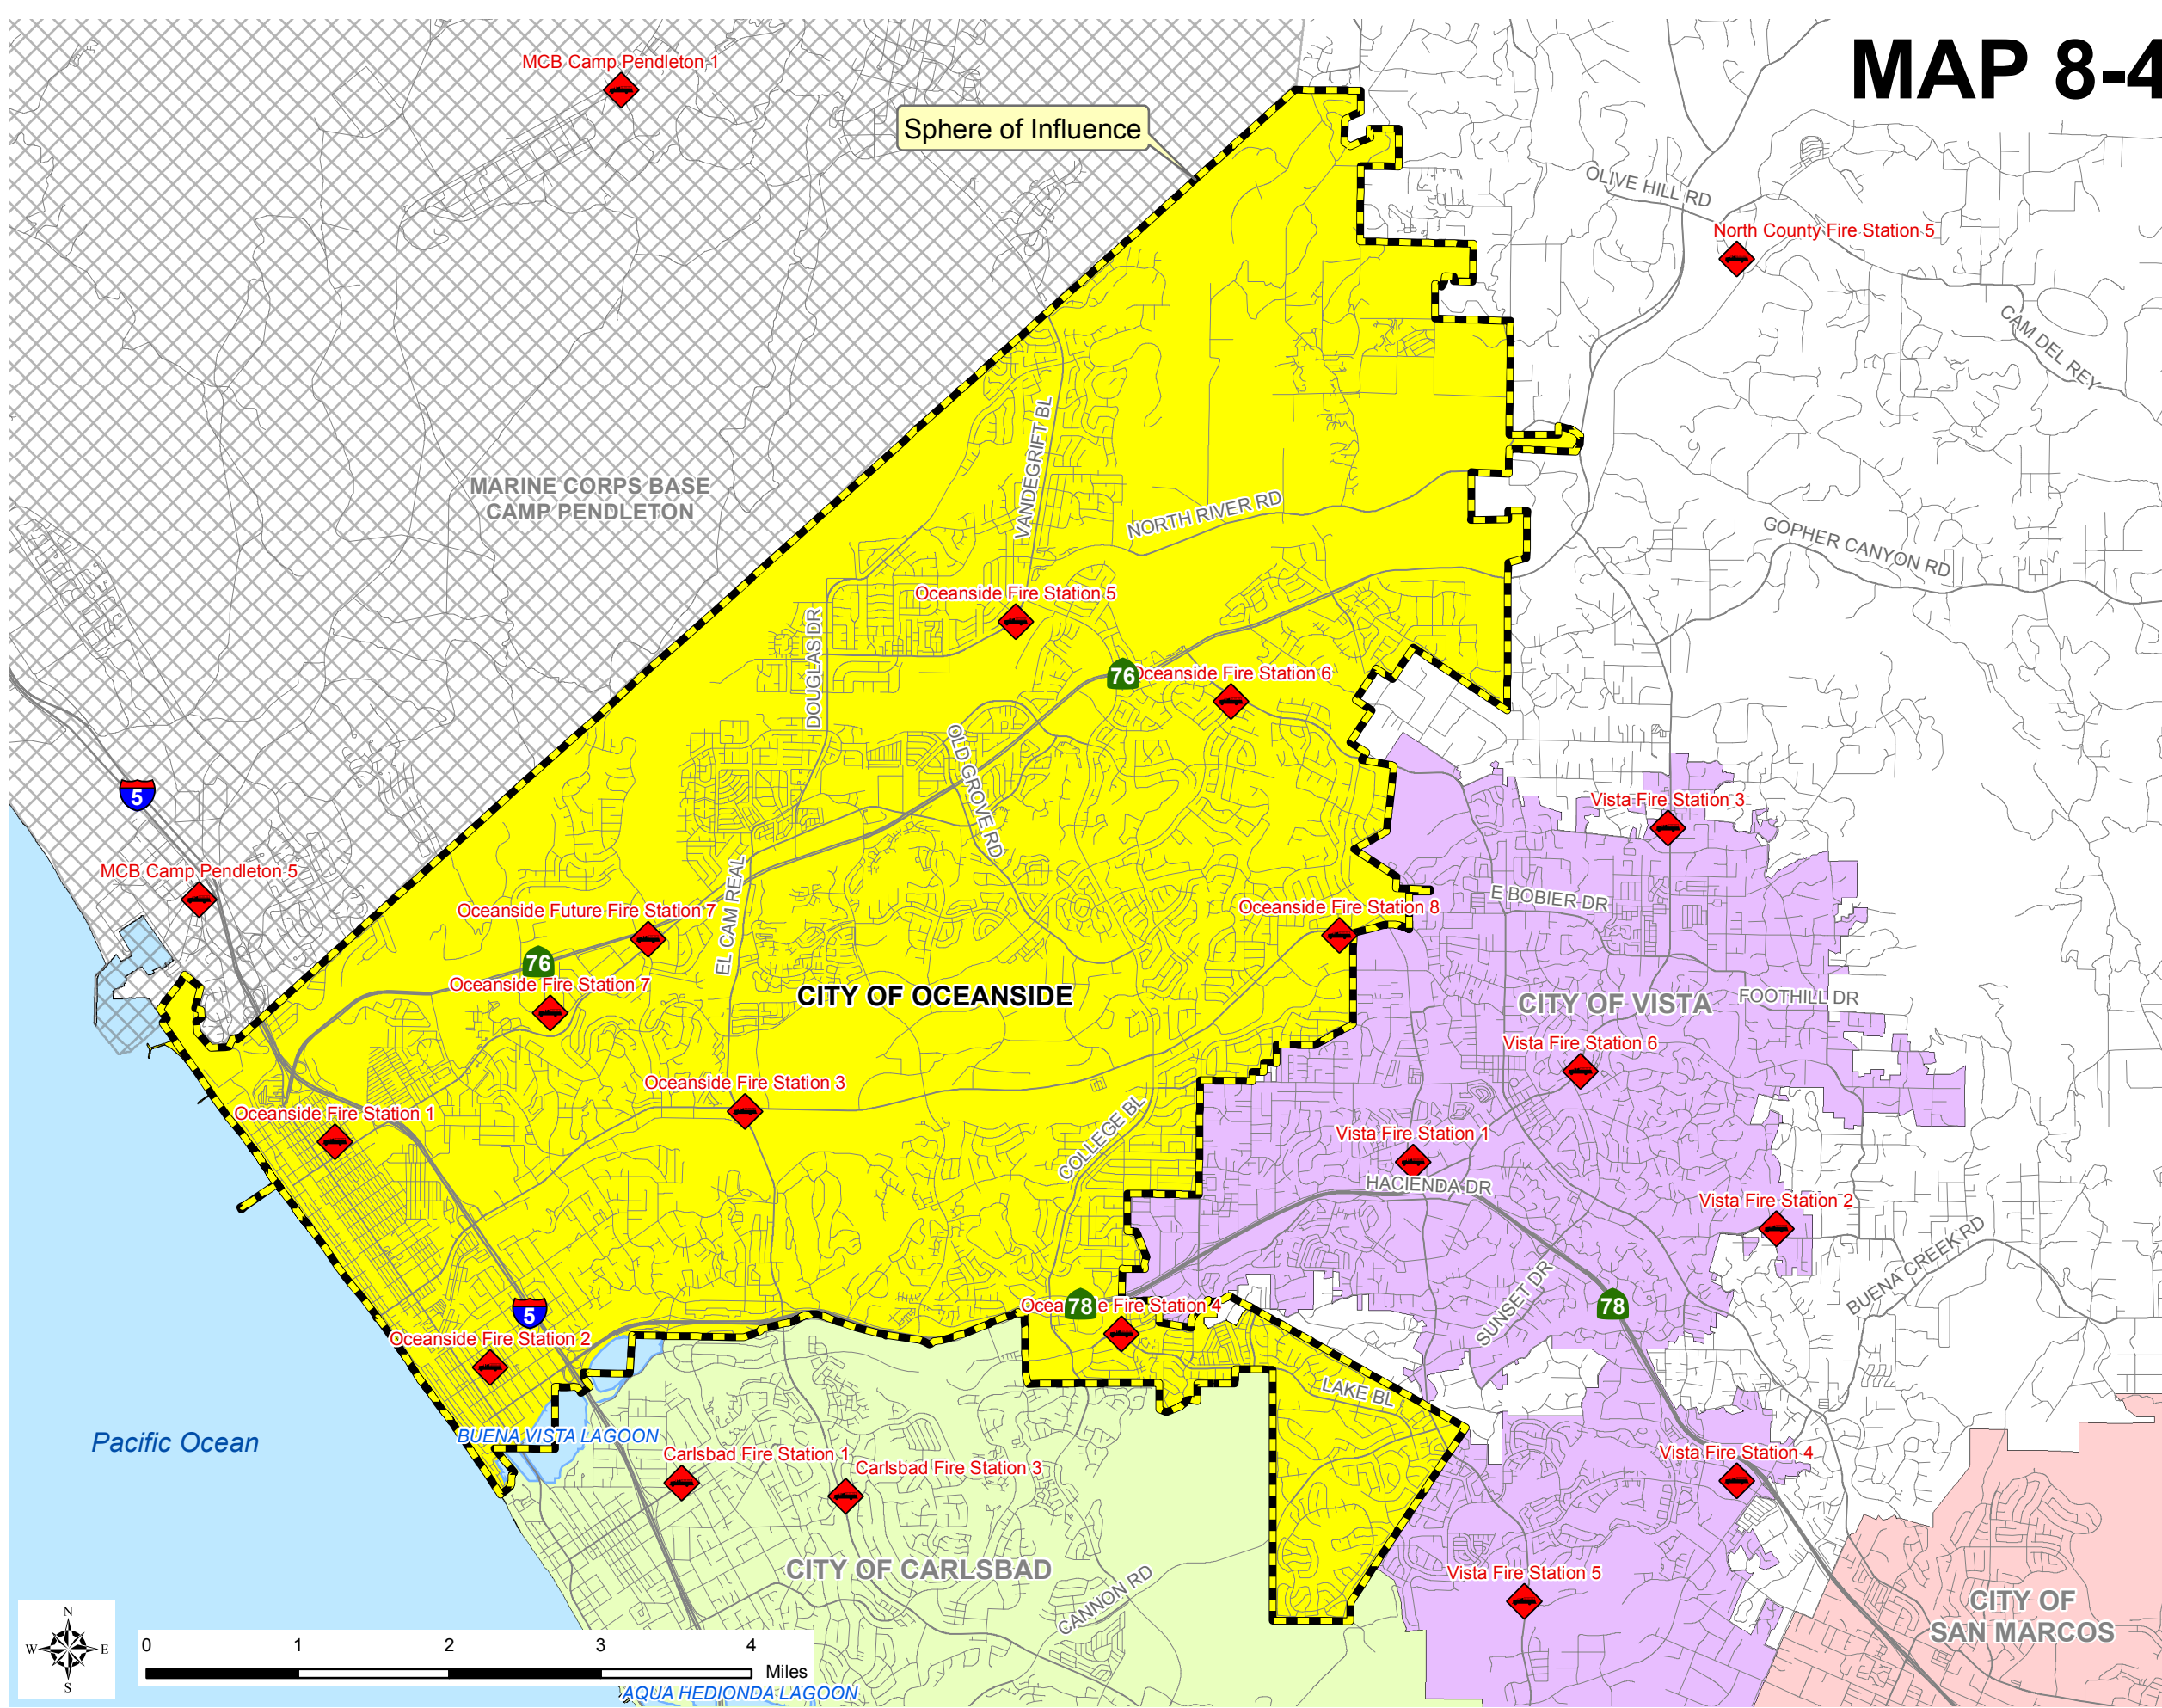 MAP 8-4
MCB Camp Pendleton 1
Sphere of Influence
OLIVE HILL RD
North County Fire Station 5
CAM DEL REY
MARINE CORPS BASE
CAMP PENDLETON
VANDEGRIFT BL
NORTH RIVER RD
GOPHER CANYON RD
Oceanside Fire Station 5
DOUGLAS DR
76
Oceanside Fire Station 6
OLD GROVE RD
5
Vista Fire Station 3
MCB Camp Pendleton 5
EL CAM REAL
E BOBIER DR
Oceanside Future Fire Station 7
Oceanside Fire Station 8
76
Oceanside Fire Station 7
CITY OF OCEANSIDE
CITY OF VISTA
FOOTHILL DR
Vista Fire Station 6
Oceanside Fire Station 3
Oceanside Fire Station 1
COLLEGE BL
Vista Fire Station 1
HACIENDA DR
Vista Fire Station 2
BUENA CREEK RD
SUNSET DR
5
78
Oceanside Fire Station 4
78
Oceanside Fire Station 2
LAKE BL
Pacific Ocean
BUENA VISTA LAGOON
Carlsbad Fire Station 1
Carlsbad Fire Station 3
Vista Fire Station 4
CITY OF CARLSBAD
CANNON RD
Vista Fire Station 5
CITY OF
SAN MARCOS
N
W E
S
0 1 2 3 4
Miles
AQUA HEDIONDA LAGOON